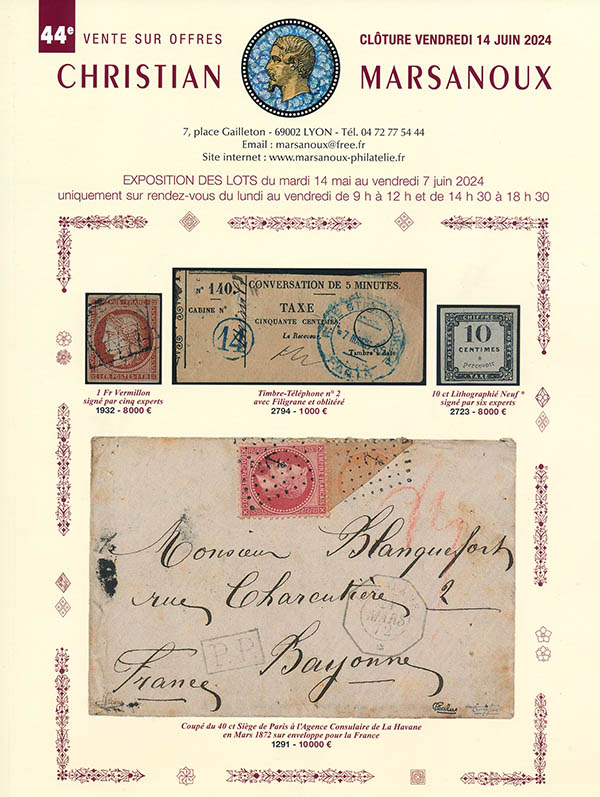 44e
VENTE SUR OFFRES
CLÔTURE VENDREDI 14 JUIN 2024
CHRISTIAN MARSANOUX
7, place Gailleton - 69002 LYON - Tél. 04 72 77 54 44
Email : marsanoux@free.fr
Site internet : www.marsanoux-philatelie.fr
EXPOSITION DES LOTS du mardi 14 mai au vendredi 7 juin 2024
uniquement sur rendez-vous du lundi au vendredi de 9 h à 12 h et de 14 h 30 à 18 h 30
1 Fr Vermillon
signé par cinq experts
1932 - 8000 €
N° 140.
CABINE N°
14
CONVERSATION DE 5 MINUTES.
TAXE
CINQUANTE CENTIMES
Le Receveur,
Timbre à date
PARIS
Timbre-Téléphone n° 2
avec Filigrane et oblitéré
2794 - 1000 €
CHIFFRE
10
CENTIMES
à
percevoir
TAXE
10 ct Lithographié Neuf *
signé par six experts
2723 - 8000 €
Monsieur Blanquefort
rue Charcutière 2
Bayonne
France
P.P.
MARS
72
Coupé du 40 ct Siège de Paris à l'Agence Consulaire de La Havane
en Mars 1872 sur enveloppe pour la France
1291 - 10000 €